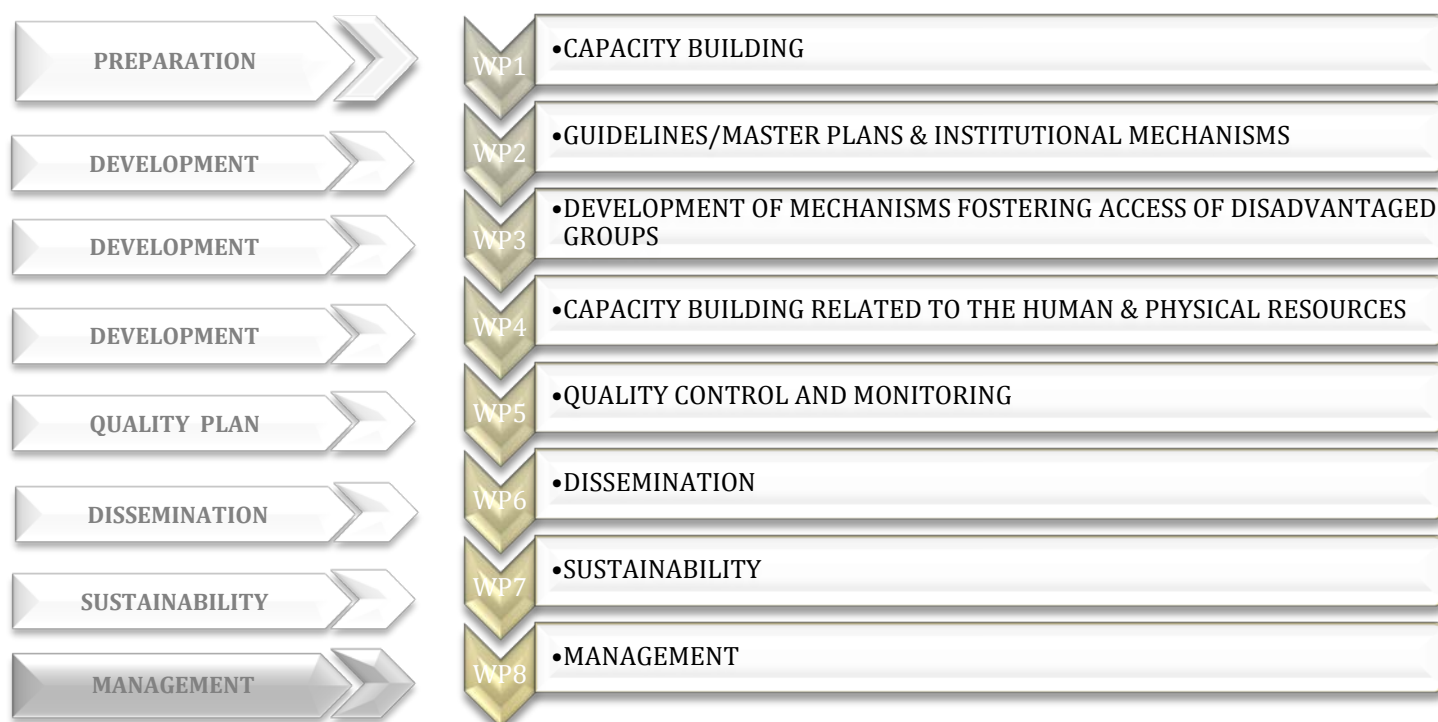 PREPARATION
WP1
•CAPACITY BUILDING
DEVELOPMENT
WP2
•GUIDELINES/MASTER PLANS & INSTITUTIONAL MECHANISMS
DEVELOPMENT
WP3
•DEVELOPMENT OF MECHANISMS FOSTERING ACCESS OF DISADVANTAGED
GROUPS
DEVELOPMENT
WP4
•CAPACITY BUILDING RELATED TO THE HUMAN & PHYSICAL RESOURCES
QUALITY PLAN
WP5
•QUALITY CONTROL AND MONITORING
DISSEMINATION
WP6
•DISSEMINATION
SUSTAINABILITY
WP7
•SUSTAINABILITY
MANAGEMENT
WP8
•MANAGEMENT